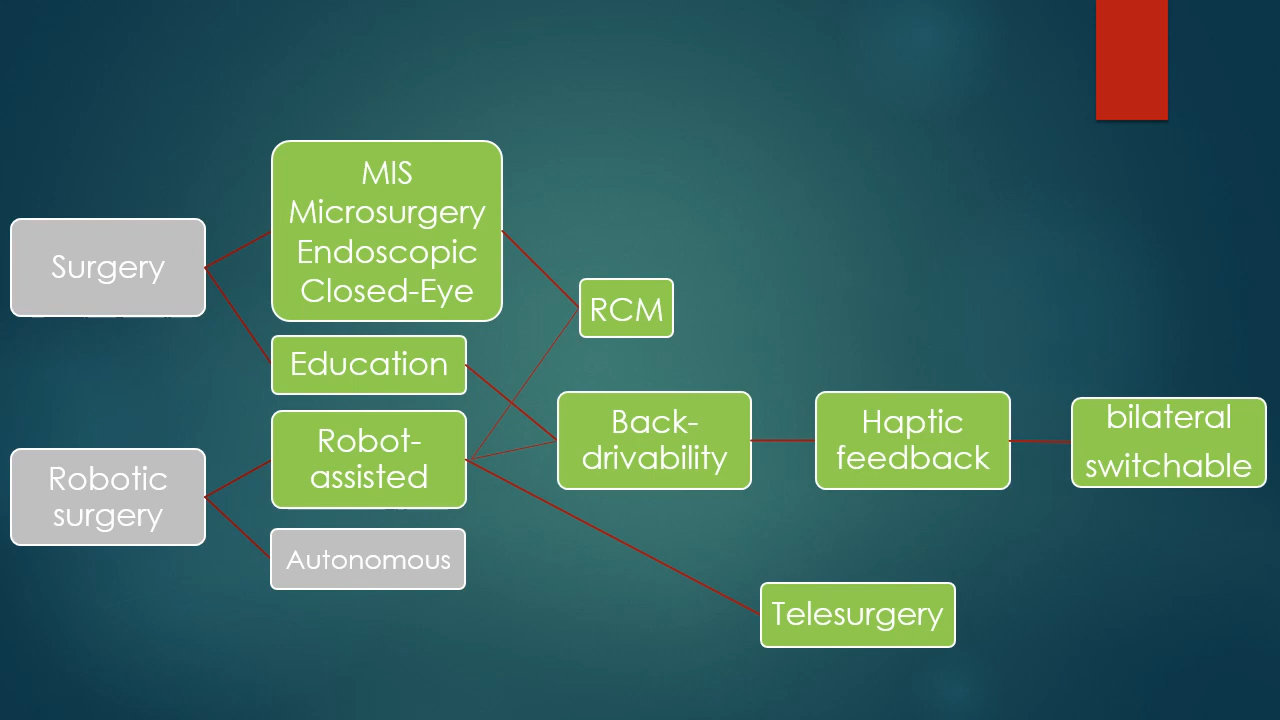 MIS
Microsurgery
Endoscopic
Closed-Eye
Surgery
RCM
Education
Back-
drivability
Haptic
feedback
bilateral
switchable
Robot-
assisted
Robotic
surgery
Autonomous
Telesurgery